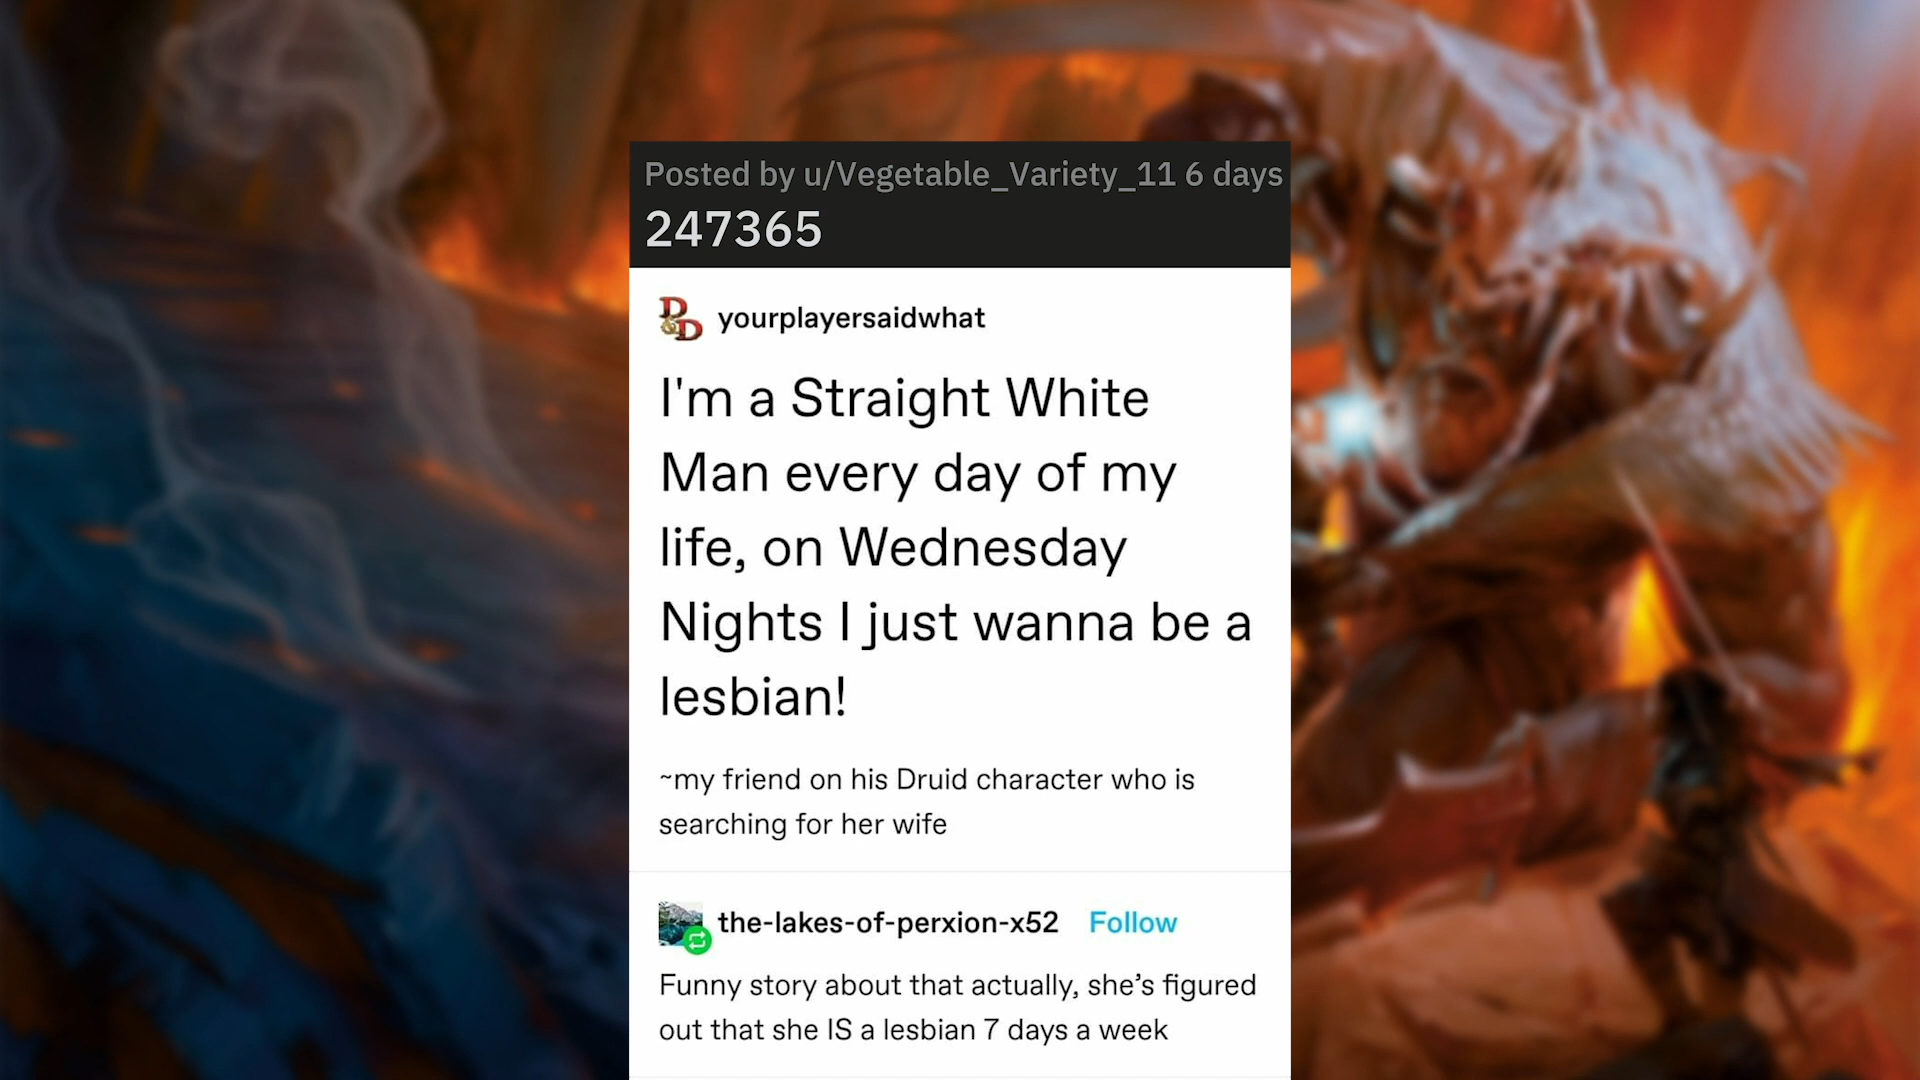 Posted by u/Vegetable_Variety_11 6 days
247365
D&D
yourplayersaidwhat
I'm a Straight White
Man every day of my
life, on Wednesday
Nights I just wanna be a
lesbian!
~my friend on his Druid character who is
searching for her wife
the-lakes-of-perxion-x52 Follow
Funny story about that actually, she’s figured
out that she IS a lesbian 7 days a week